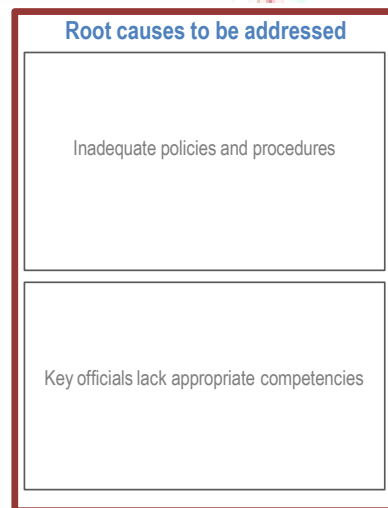 Root causes to be addressed
Inadequate policies and procedures
Key officials lack appropriate competencies